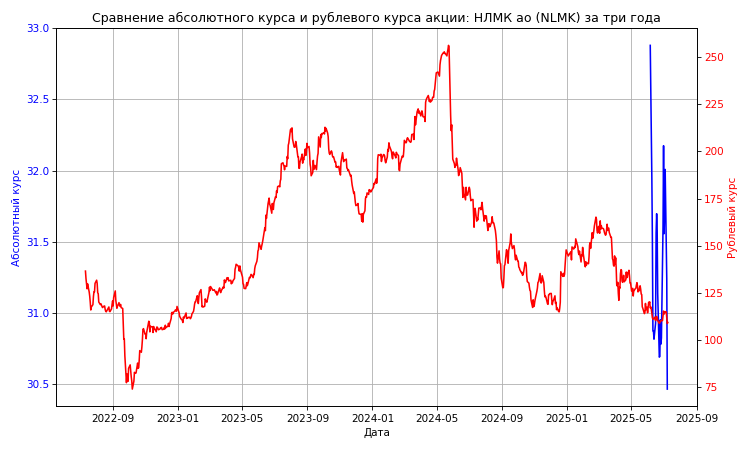 Сравнение абсолютного курса и рублевого курса акции: НЛМК ао (NLMK) за три года
33.0
32.5
32.0
31.5
31.0
30.5
Абсолютный курс
250
225
200
175
150
125
100
75
Рублевый курс
2022-09 2023-01 2023-05 2023-09 2024-01 2024-05 2024-09 2025-01 2025-05 2025-09
Дата